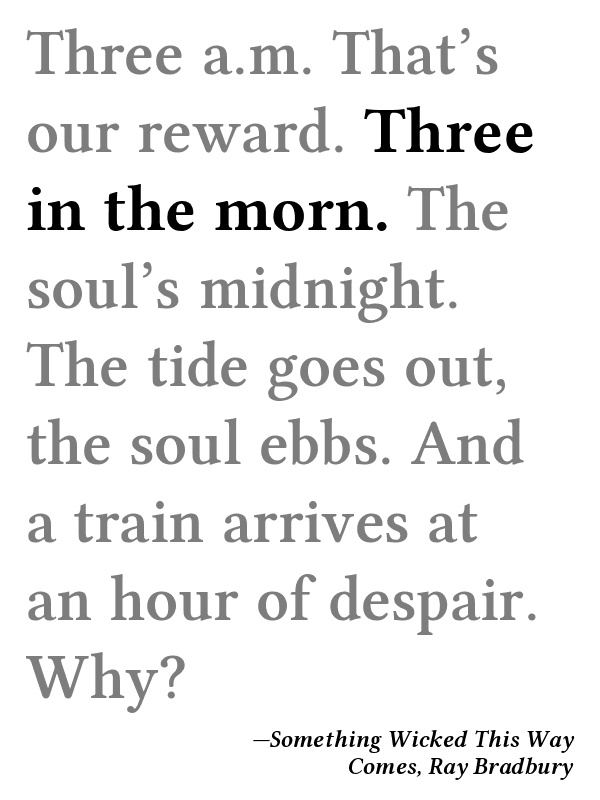 Three a.m. That’s
our reward. Three
in the morn. The
soul’s midnight.
The tide goes out,
the soul ebbs. And
a train arrives at
an hour of despair.
Why?
—Something Wicked This Way
Comes, Ray Bradbury